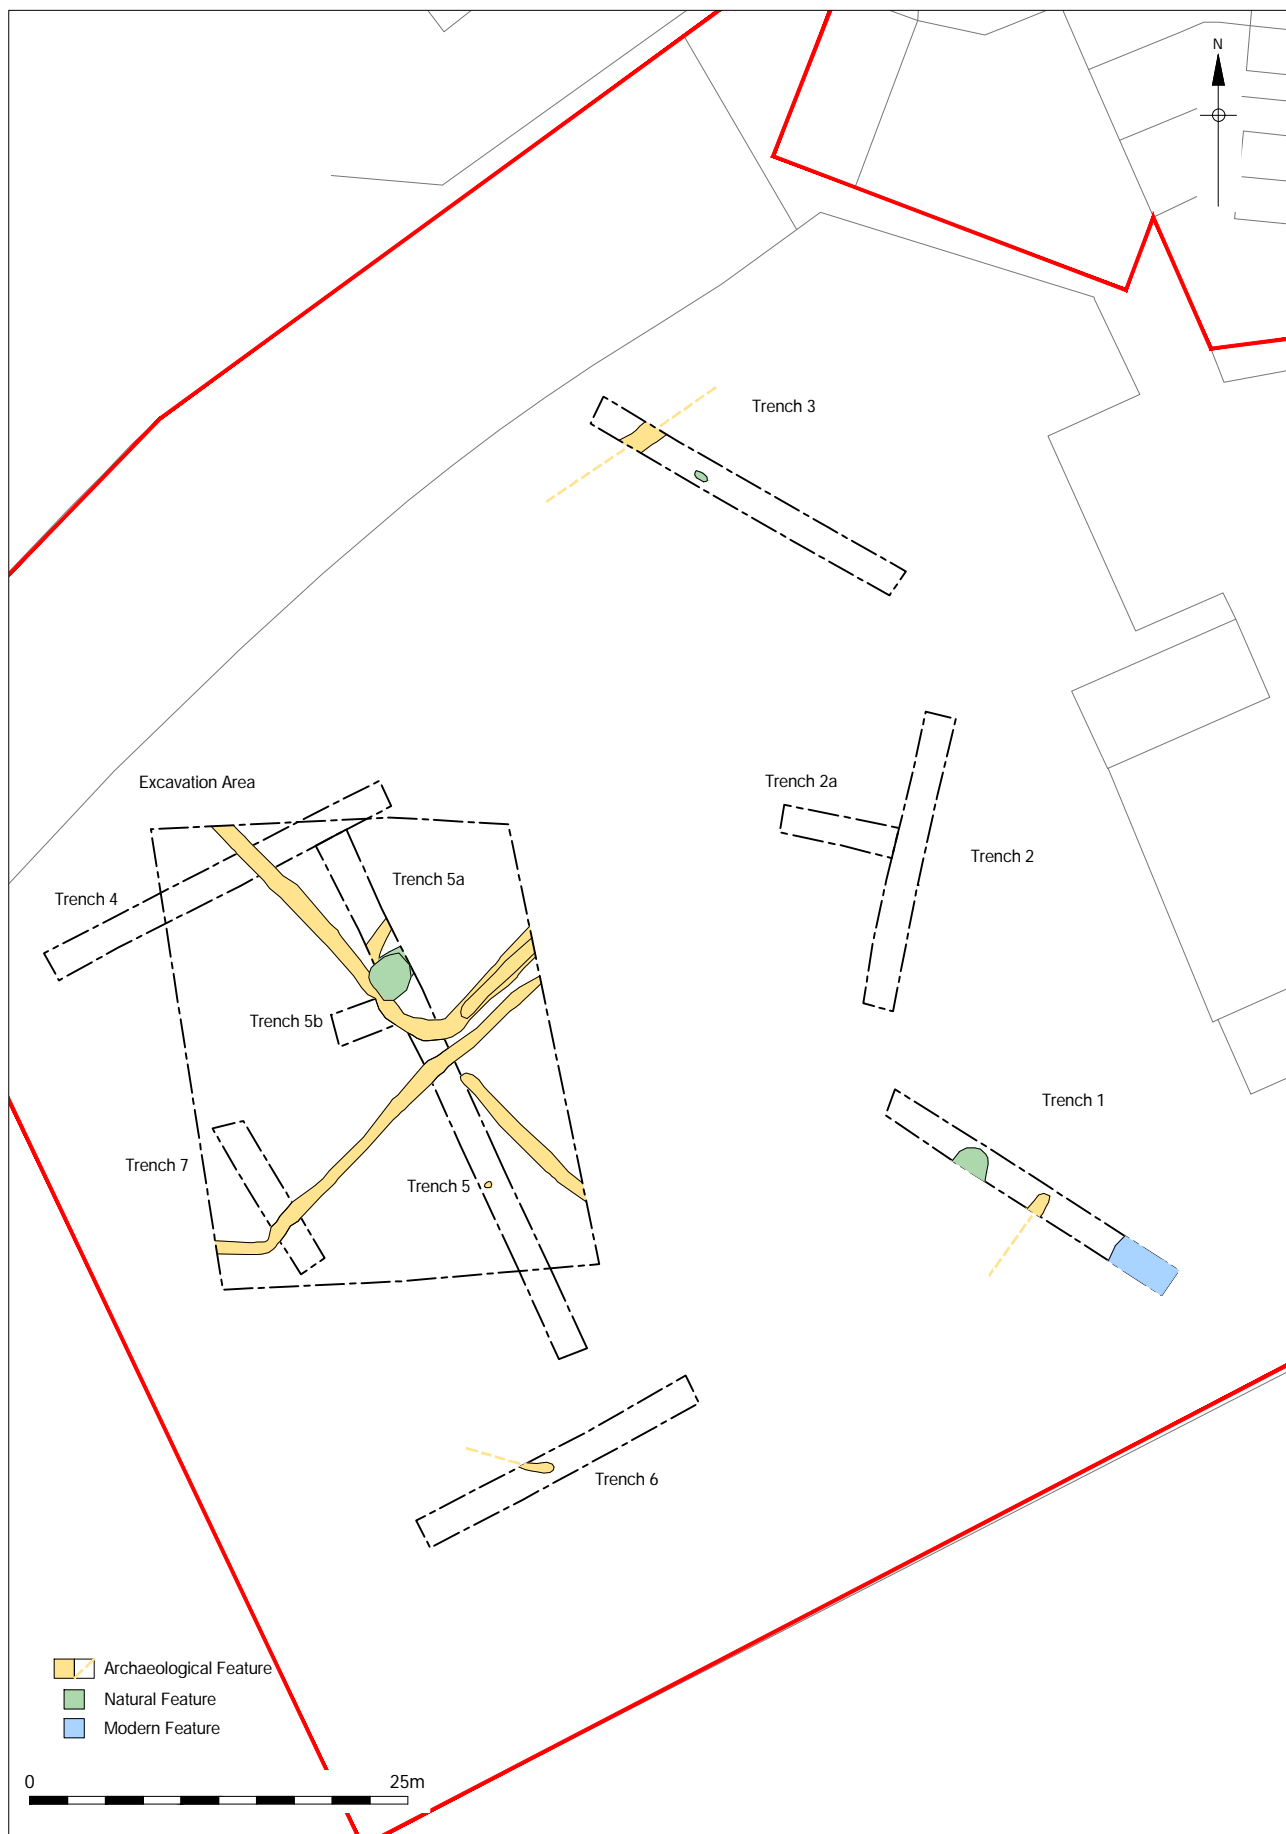 N
Trench 3
Excavation Area
Trench 2a
Trench 2
Trench 5a
Trench 4
Trench 5b
Trench 1
Trench 7
Trench 5
Trench 6
Archaeological Feature
Natural Feature
Modern Feature
0 25m